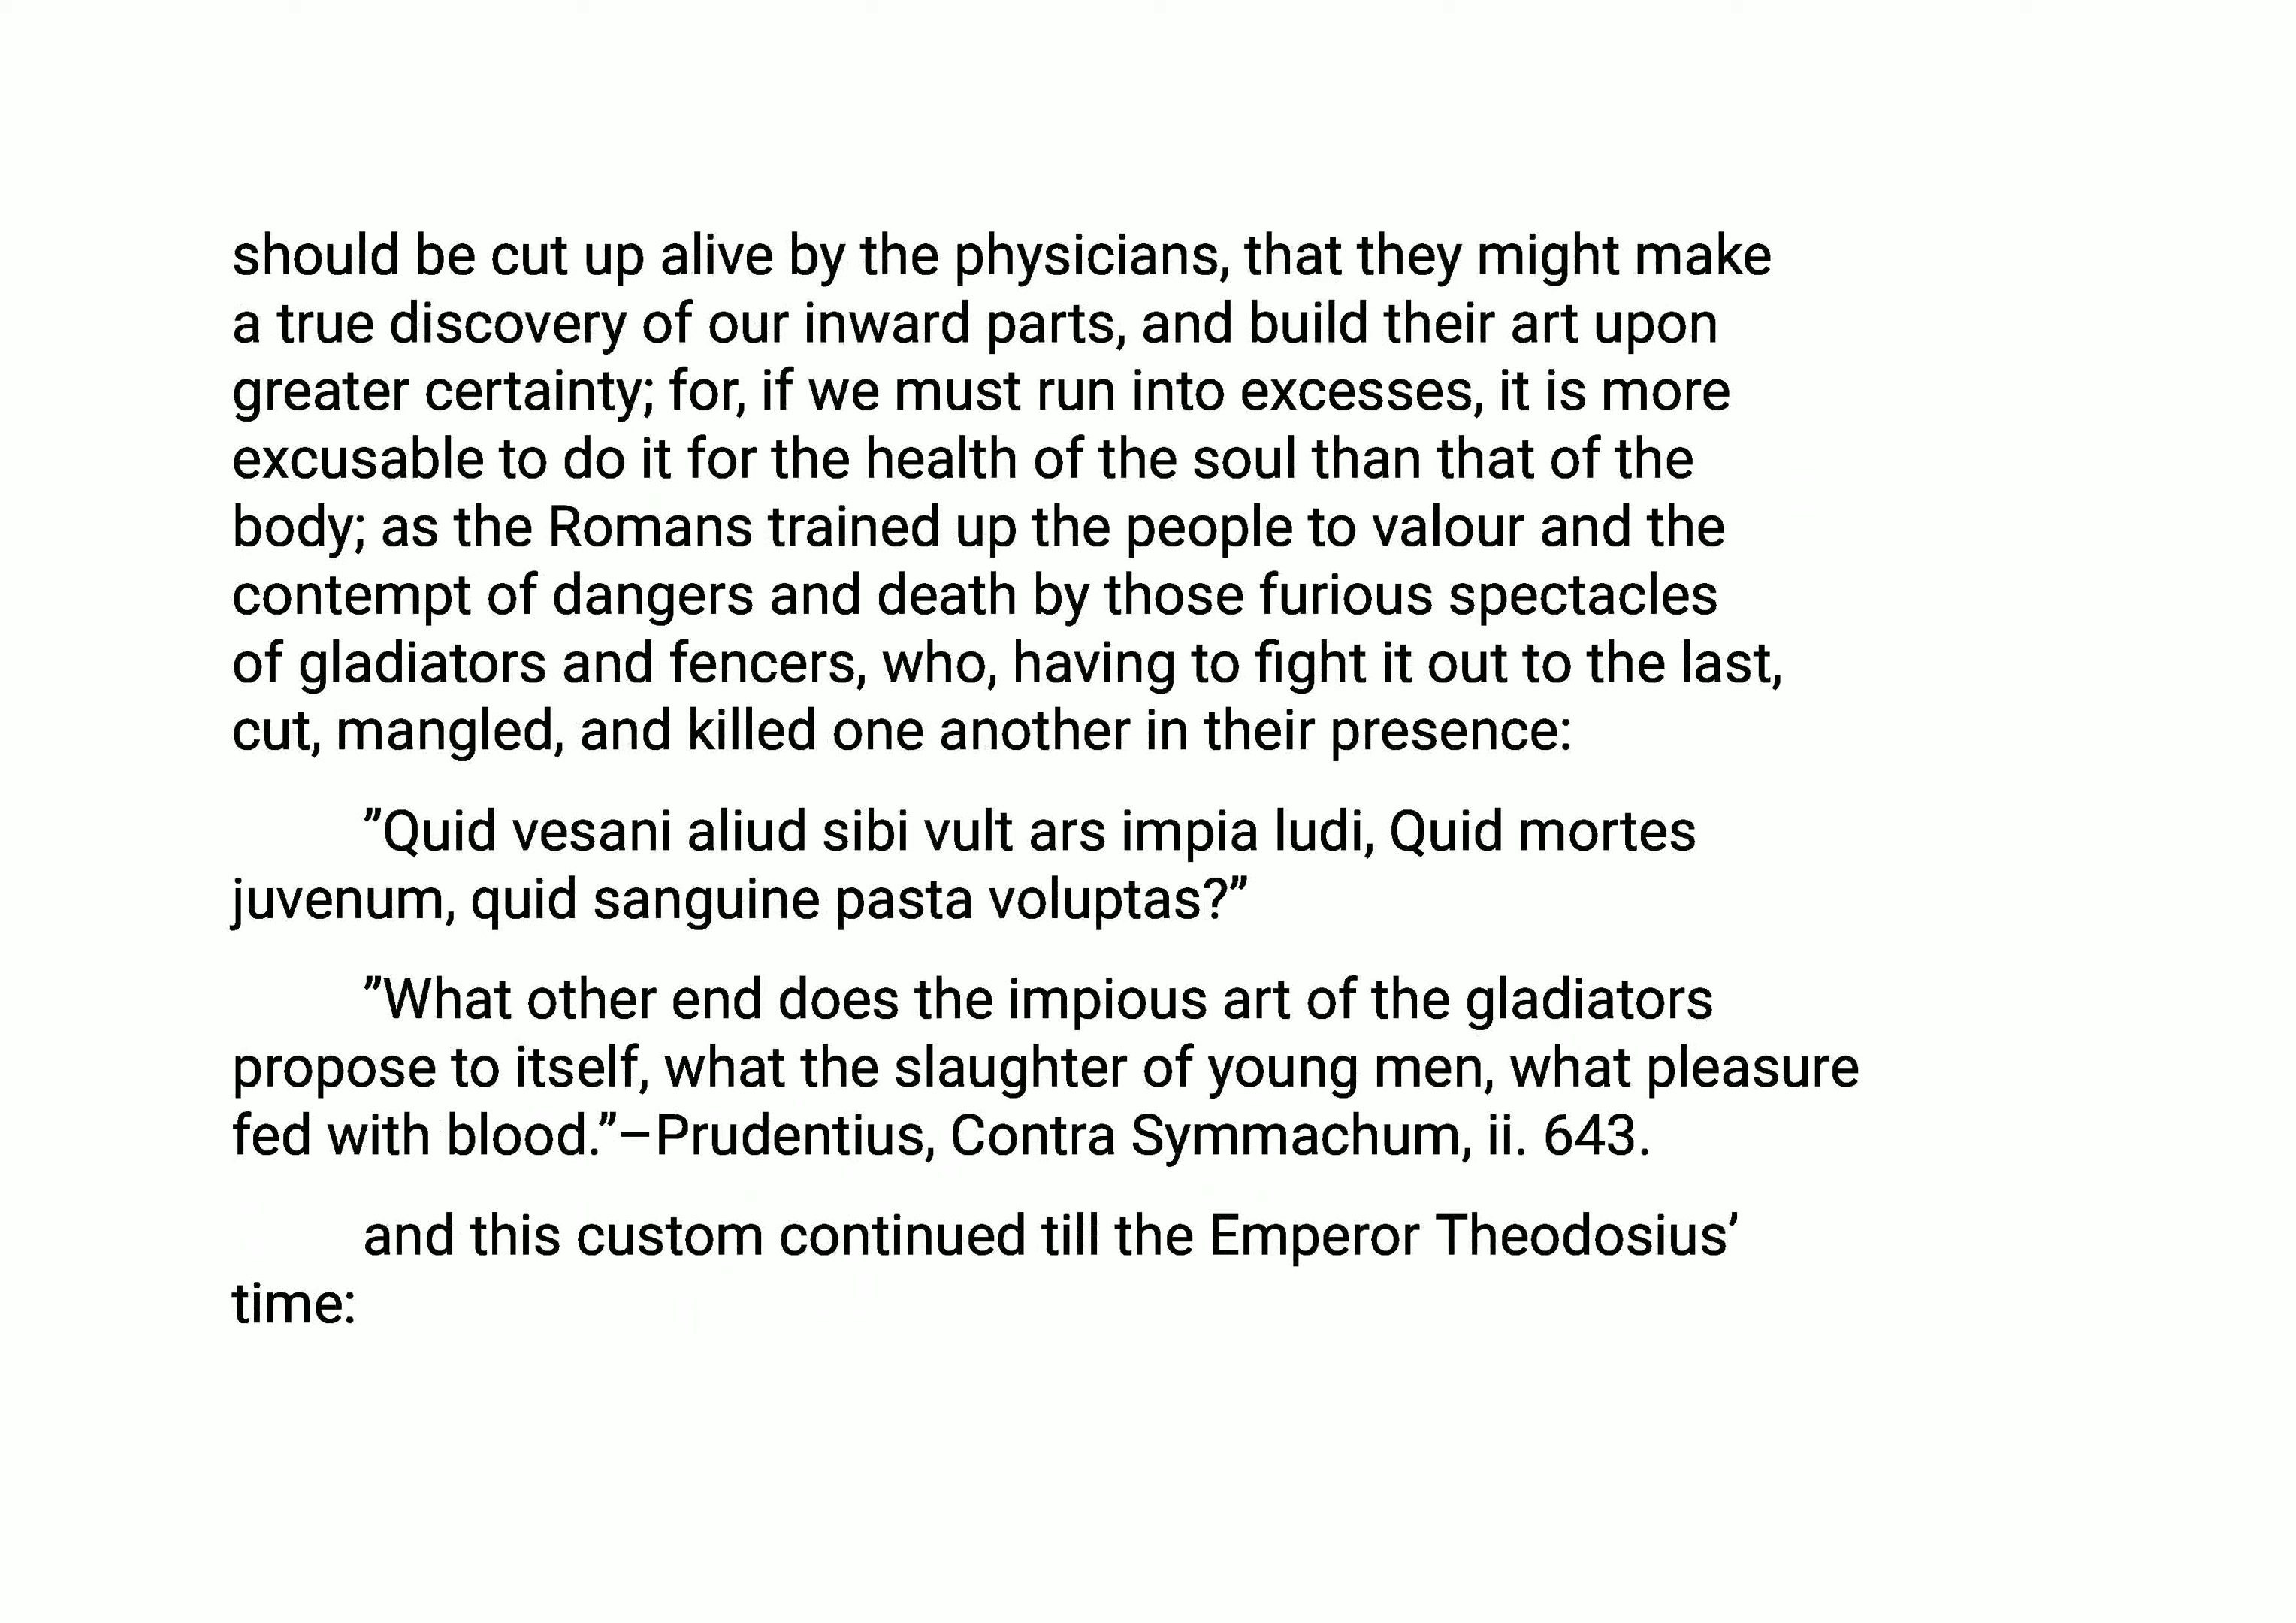 should be cut up alive by the physicians, that they might make
a true discovery of our inward parts, and build their art upon
greater certainty; for, if we must run into excesses, it is more
excusable to do it for the health of the soul than that of the
body; as the Romans trained up the people to valour and the
contempt of dangers and death by those furious spectacles
of gladiators and fencers, who, having to fight it out to the last,
cut, mangled, and killed one another in their presence:
”Quid vesani aliud sibi vult ars impia ludi, Quid mortes
juvenum, quid sanguine pasta voluptas?”
”What other end does the impious art of the gladiators
propose to itself, what the slaughter of young men, what pleasure
fed with blood.”–Prudentius, Contra Symmachum, ii. 643.
and this custom continued till the Emperor Theodosius’
time: